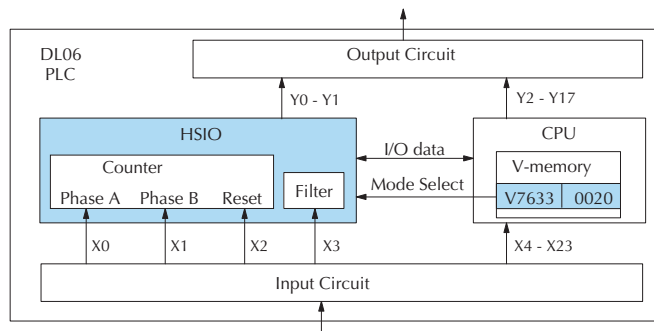 DL06
PLC
Output Circuit
Y0 - Y1
Y2 - Y17
HSIO
CPU
Counter
Phase A
Phase B
Reset
Filter
I/O data
Mode Select
V-memory
V7633
0020
X0
X1
X2
X3
X4 - X23
Input Circuit